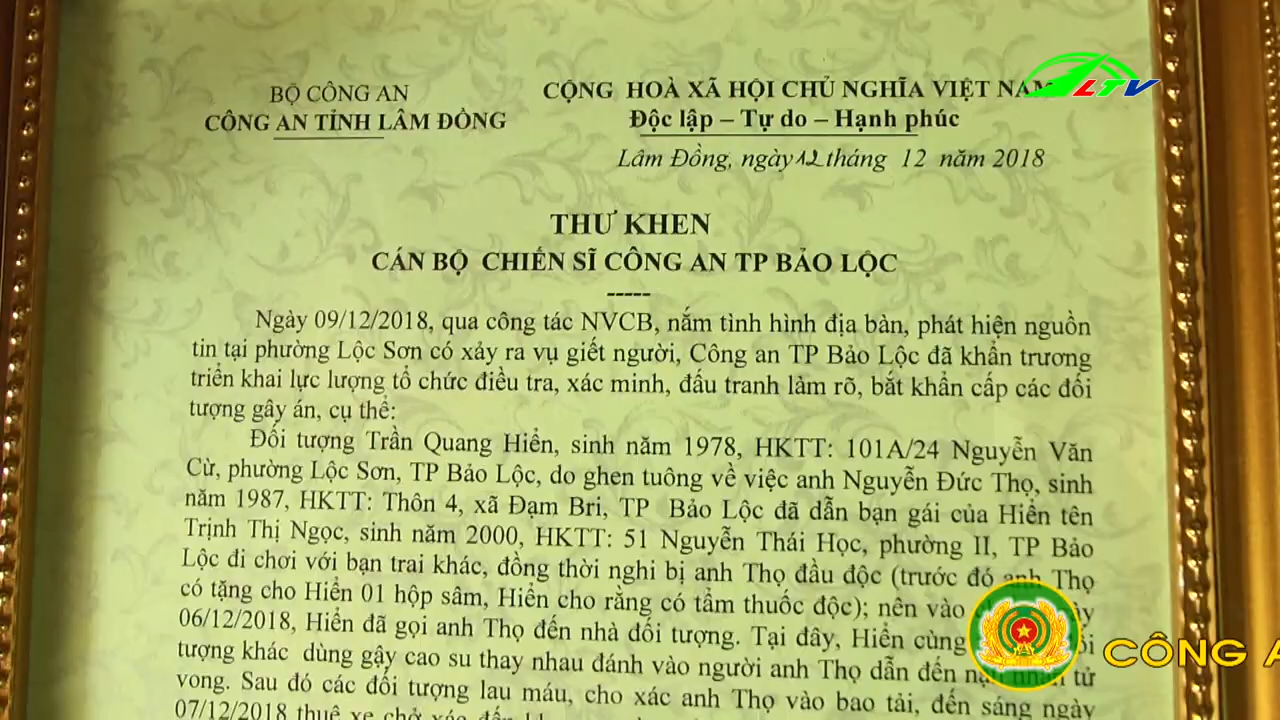 BỘ CÔNG AN
CÔNG AN TỈNH LÂM ĐỒNG
CỘNG HOÀ XÃ HỘI CHỦ NGHĨA VIỆT NAM
Độc lập – Tự do – Hạnh phúc
Lâm Đồng, ngày 12 tháng 12 năm 2018
LTV
THƯ KHEN
CÁN BỘ CHIẾN SĨ CÔNG AN TP BẢO LỘC
-----
Ngày 09/12/2018, qua công tác NVCB, nắm tình hình địa bàn, phát hiện nguồn
tin tại phường Lộc Sơn có xảy ra vụ giết người, Công an TP Bảo Lộc đã khẩn trương
triển khai lực lượng tổ chức điều tra, xác minh, đấu tranh làm rõ, bắt khẩn cấp các đối
tượng gây án, cụ thể:
Đối tượng Trần Quang Hiển, sinh năm 1978, HKTT: 101A/24 Nguyễn Văn
Cừ, phường Lộc Sơn, TP Bảo Lộc, do ghen tuông về việc anh Nguyễn Đức Thọ, sinh
năm 1987, HKTT: Thôn 4, xã Đạm Bri, TP Bảo Lộc đã dẫn bạn gái của Hiển tên
Trịnh Thị Ngọc, sinh năm 2000, HKTT: 51 Nguyễn Thái Học, phường II, TP Bảo
Lộc đi chơi với bạn trai khác, đồng thời nghi bị anh Thọ đầu độc (trước đó anh Thọ
có tặng cho Hiển 01 hộp sâm, Hiển cho rằng có tẩm thuốc độc); nên vào
06/12/2018, Hiển đã gọi anh Thọ đến nhà đối tượng. Tại đây, Hiển cùng
tượng khác dùng gậy cao su thay nhau đánh vào người anh Thọ dẫn đến nạn nhân tử
vong. Sau đó các đối tượng lau máu, cho xác anh Thọ vào bao tải, đến sáng ngày
07/12/2018 thuê xe chở xác đến
CÔNG A